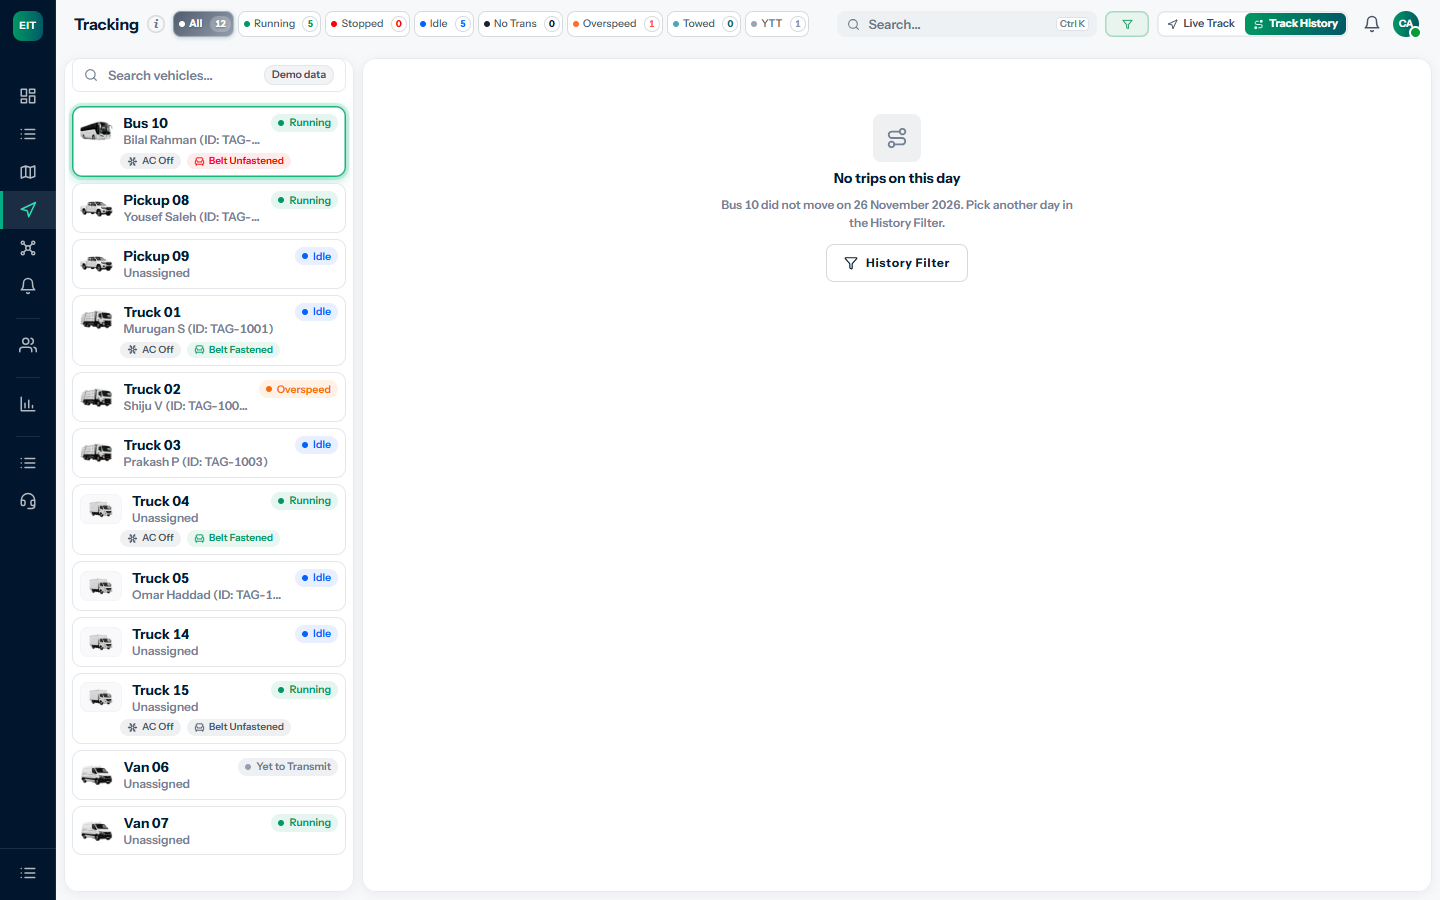 EIT
Tracking
i
All 12
Running 5
Stopped 0
Idle 5
No Trans 0
Overspeed 1
Towed 0
YTT 1
Search...
Ctrl K
Live Track
Track History
CA
Search vehicles...
Demo data
Bus 10
Running
Bilal Rahman (ID: TAG-...
AC Off
Belt Unfastened
Pickup 08
Running
Yousef Saleh (ID: TAG-...
Pickup 09
Idle
Unassigned
Truck 01
Idle
Murugan S (ID: TAG-1001)
AC Off
Belt Fastened
Truck 02
Overspeed
Shiju V (ID: TAG-100...
Truck 03
Idle
Prakash P (ID: TAG-1003)
Truck 04
Running
Unassigned
AC Off
Belt Fastened
Truck 05
Idle
Omar Haddad (ID: TAG-1...
Truck 14
Idle
Unassigned
Truck 15
Running
Unassigned
AC Off
Belt Unfastened
Van 06
Yet to Transmit
Unassigned
Van 07
Running
Unassigned
No trips on this day
Bus 10 did not move on 26 November 2026. Pick another day in
the History Filter.
History Filter